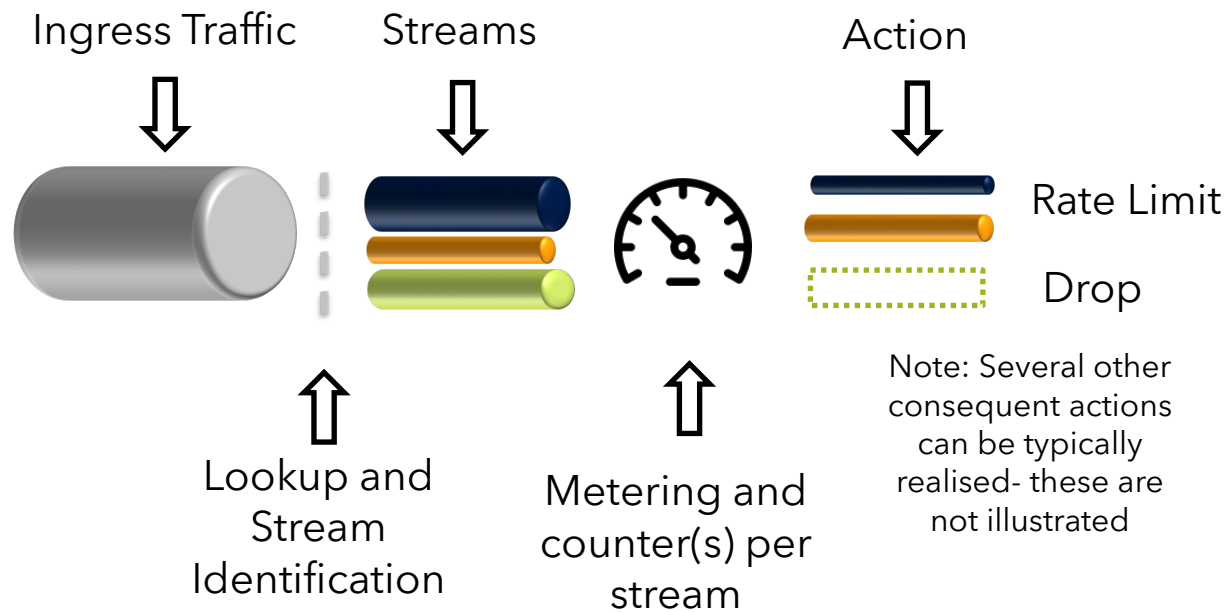 Ingress Traffic
Streams
Action
Rate Limit
Drop
Lookup and
Stream
Identification
Metering and
counter(s) per
stream
Note: Several other
consequent actions
can be typically
realised- these are
not illustrated